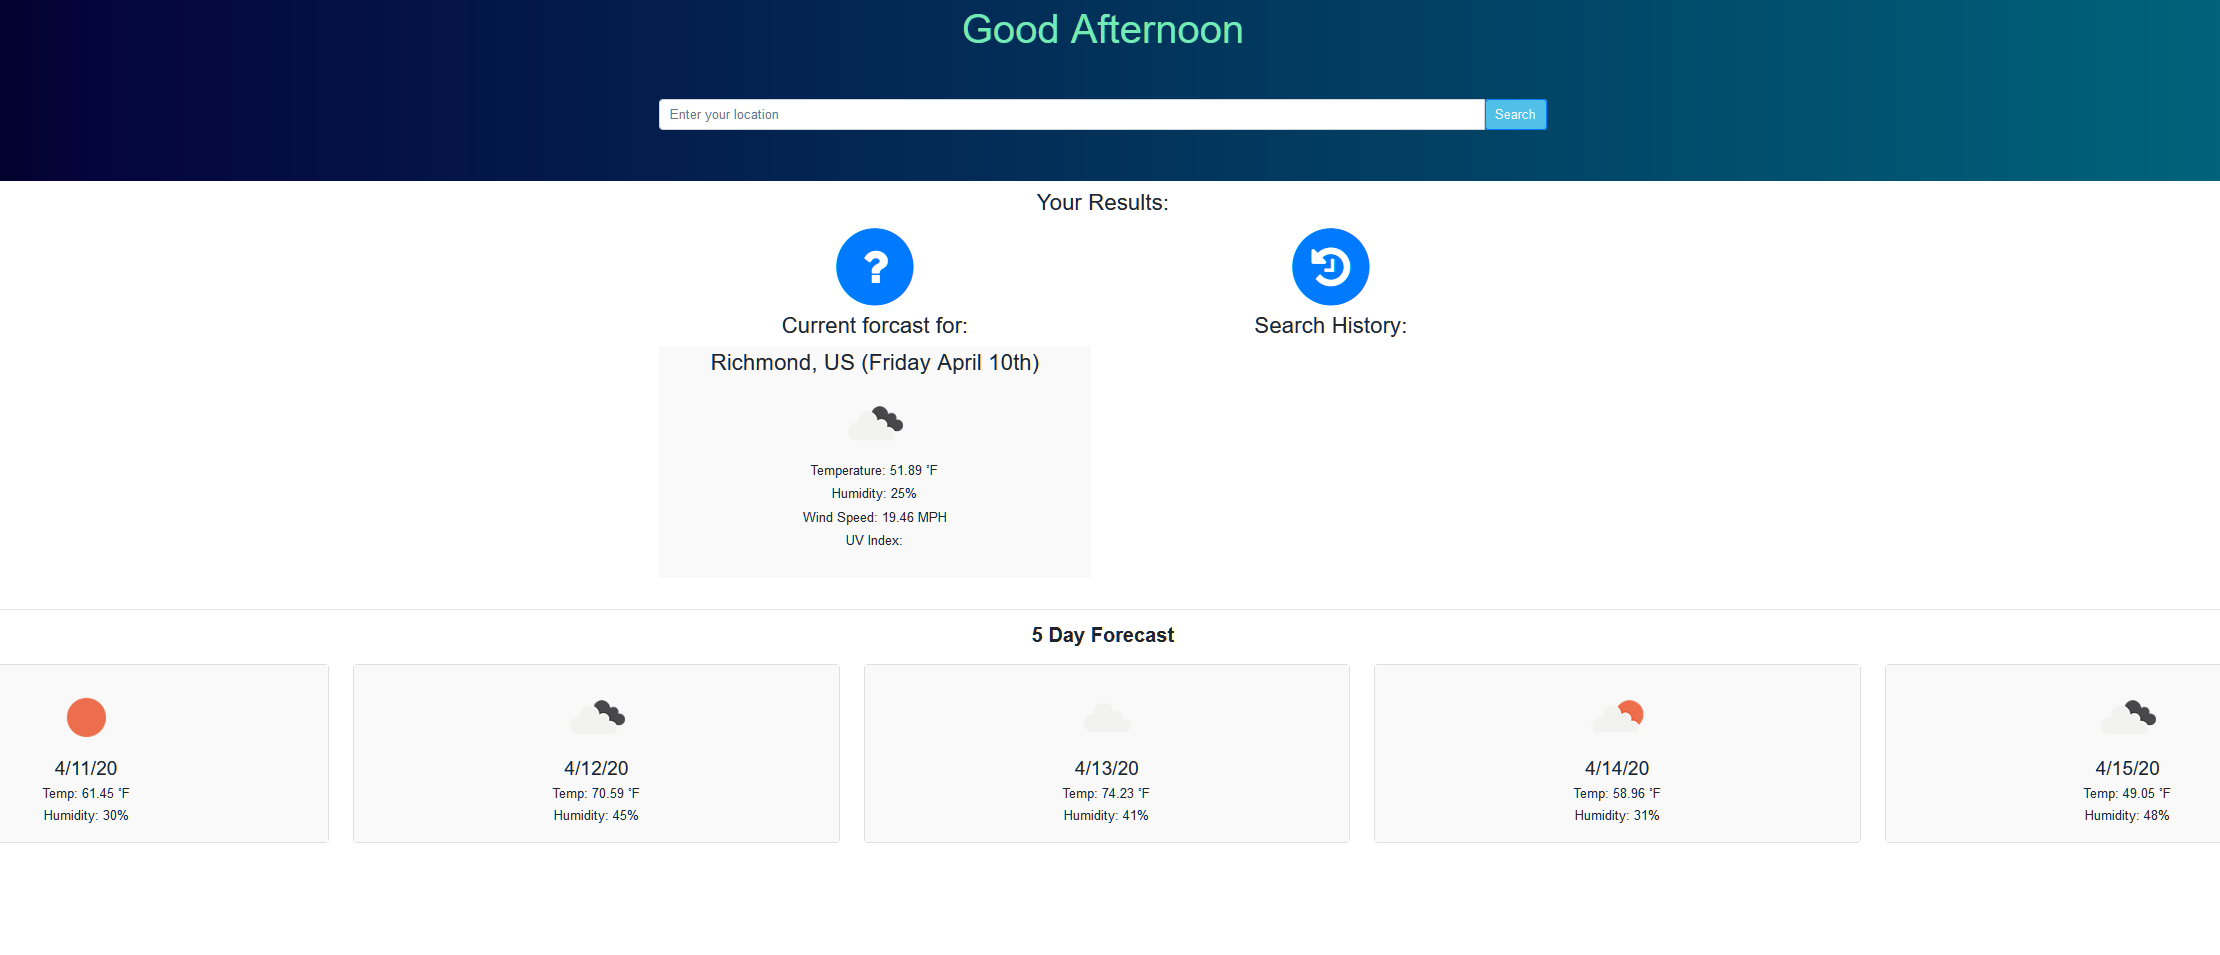 Good Afternoon
Enter your location
Search
Your Results:
Current forcast for:
Search History:
Richmond, US (Friday April 10th)
Temperature: 51.89 °F
Humidity: 25%
Wind Speed: 19.46 MPH
UV Index:
5 Day Forecast
4/11/20
Temp: 61.45 °F
Humidity: 30%
4/12/20
Temp: 70.59 °F
Humidity: 45%
4/13/20
Temp: 74.23 °F
Humidity: 41%
4/14/20
Temp: 58.96 °F
Humidity: 31%
4/15/20
Temp: 49.05 °F
Humidity: 48%